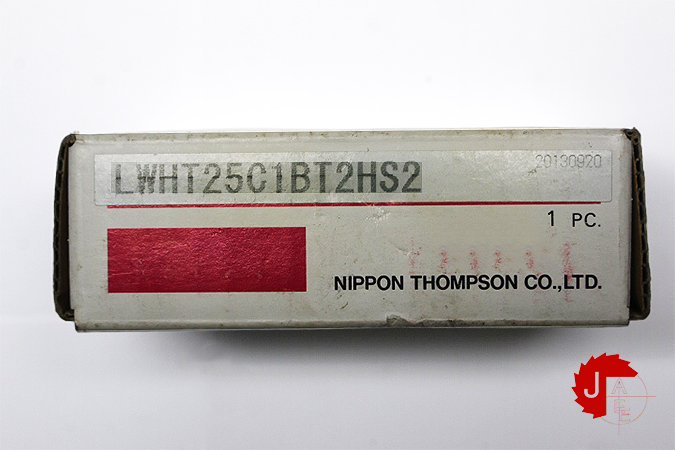 LWHT25C1BT2HS2
20130920
1 PC.
NIPPON THOMPSON CO.,LTD.
J